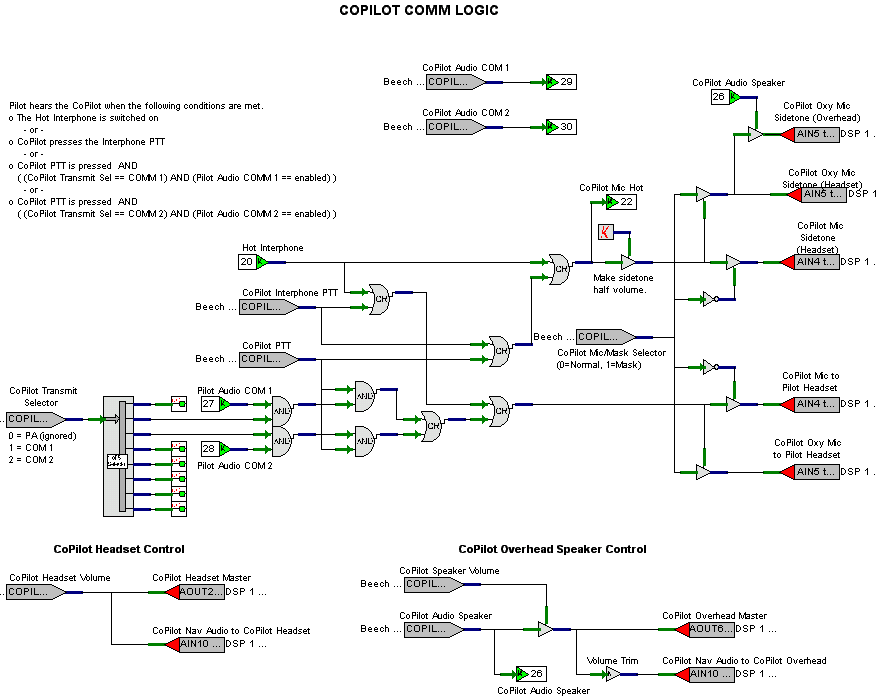 COPILOT COMM LOGIC
CoPilot Audio COM 1
Beech ... COPIL... 29
CoPilot Audio COM 2
Beech ... COPIL... 30
CoPilot Audio Speaker
26
CoPilot Oxy Mic
Sidetone (Overhead)
AIN5 t... DSP 1 .
Pilot hears the CoPilot when the following conditions are met.
o The Hot Interphone is switched on
- or -
o CoPilot presses the Interphone PTT
- or -
o CoPilot PTT is pressed AND
( (CoPilot Transmit Sel == COMM 1) AND (Pilot Audio COMM 1 == enabled) )
- or -
o CoPilot PTT is pressed AND
( (CoPilot Transmit Sel == COMM 2) AND (Pilot Audio COMM 2 == enabled) )
CoPilot Oxy Mic
Sidetone (Headset)
AIN5 t... DSP 1
CoPilot Mic Hot
22
CoPilot Mic
Sidetone
(Headset)
AIN4 t... DSP 1 .
Hot Interphone
20
OR
Make sidetone
half volume.
CoPilot Interphone PTT
Beech ... COPIL...
OR
CoPilot PTT
Beech ... COPIL...
OR
Beech ... COPIL...
CoPilot Mic/Mask Selector
(0=Normal, 1=Mask)
CoPilot Transmit
Selector
... COPIL...
0 = PA (ignored)
1 = COM 1
2 = COM 2
Pilot Audio COM 1
27
AND
AND
OR
OR
28
AND
AND
Pilot Audio COM 2
CoPilot Mic to
Pilot Headset
AIN4 t... DSP 1 .
CoPilot Oxy Mic
to Pilot Headset
AIN5 t... DSP 1 .
CoPilot Headset Control
CoPilot Headset Volume
... COPIL...
CoPilot Headset Master
AOUT2... DSP 1 ...
CoPilot Nav Audio to CoPilot Headset
AIN10 ... DSP 1 ...
CoPilot Overhead Speaker Control
CoPilot Speaker Volume
Beech ... COPIL...
CoPilot Audio Speaker
Beech ... COPIL...
CoPilot Overhead Master
AOUT6... DSP 1 ...
26
CoPilot Audio Speaker
Volume Trim
CoPilot Nav Audio to CoPilot Overhead
AIN10 ... DSP 1 ...